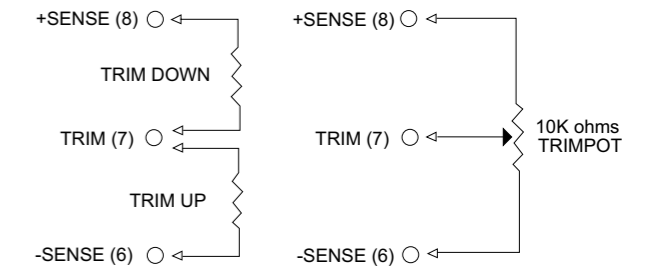 +SENSE (8)
TRIM DOWN
TRIM (7)
TRIM UP
-SENSE (6)
+SENSE (8)
TRIM (7)
10K ohms
TRIMPOT
-SENSE (6)